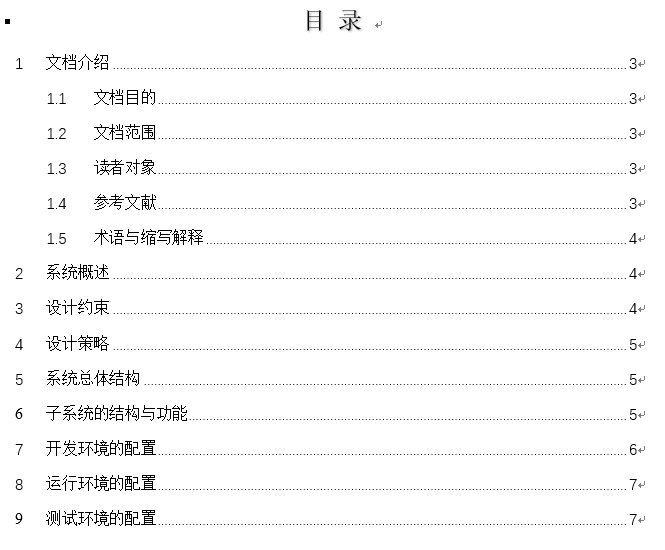 目 录
1 文档介绍 3
1.1 文档目的 3
1.2 文档范围 3
1.3 读者对象 3
1.4 参考文献 3
1.5 术语与缩写解释 4
2 系统概述 4
3 设计约束 4
4 设计策略 5
5 系统总体结构 5
6 子系统的结构与功能 5
7 开发环境的配置 6
8 运行环境的配置 7
9 测试环境的配置 7